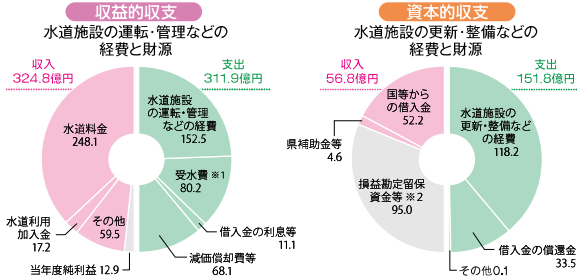 収益的収支
水道施設の運転・管理などの
経費と財源
収入
324.8億円
支出
311.9億円
水道料金
248.1
水道利用
加入金
17.2
その他
59.5
当年度純利益 12.9
水道施設
の運転・管理
などの経費
152.5
受水費 ※1
80.2
借入金の利息等
11.1
減価償却費等
68.1
資本的収支
水道施設の更新・整備などの
経費と財源
収入
56.8億円
支出
151.8億円
国等から
の借入金
52.2
県補助金等
4.6
損益勘定留保
資金等 ※2
95.0
水道施設の
更新・整備など
の経費
118.2
借入金の償還金
33.5
その他0.1